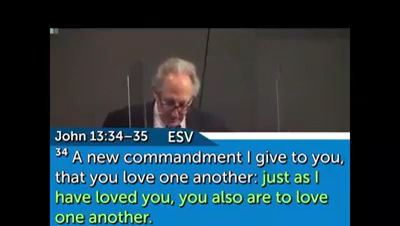 John 13:34–35 ESV
34 A new commandment I give to you,
that you love one another: just as I
have loved you, you also are to love
one another.